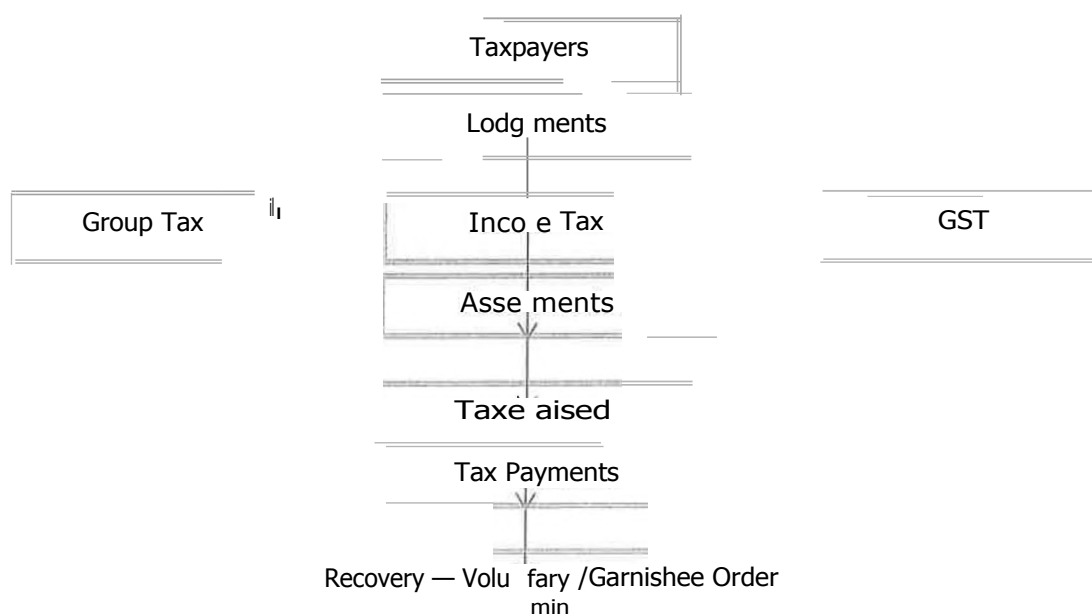 Taxpayers
Lodg ments
Group Tax
Inco e Tax
GST
Asse ments
Taxe aised
Tax Payments
Recovery — Volu fary /Garnishee Order
min